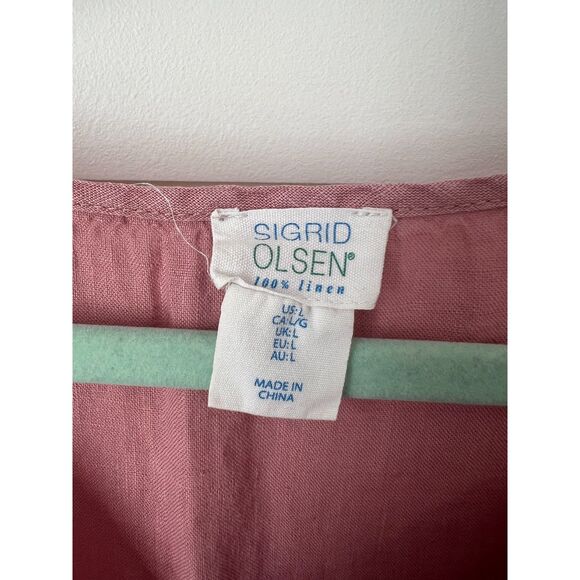 SIGRID
OLSEN®
100% linen
US: L
CA: L/G
UK: L
EU: L
AU: L
MADE IN
CHINA